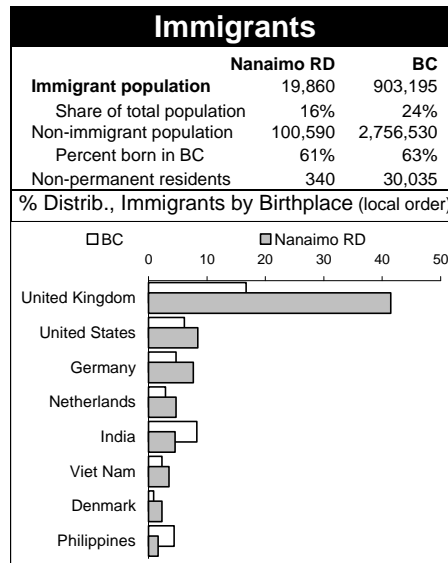 Immigrants
Nanaimo RD BC
Immigrant population 19,860 903,195
Share of total population 16% 24%
Non-immigrant population 100,590 2,756,530
Percent born in BC 61% 63%
Non-permanent residents 340 30,035
% Distrib., Immigrants by Birthplace (local order)
BC Nanaimo RD
0 10 20 30 40 50
United Kingdom
United States
Germany
Netherlands
India
Viet Nam
Denmark
Philippines